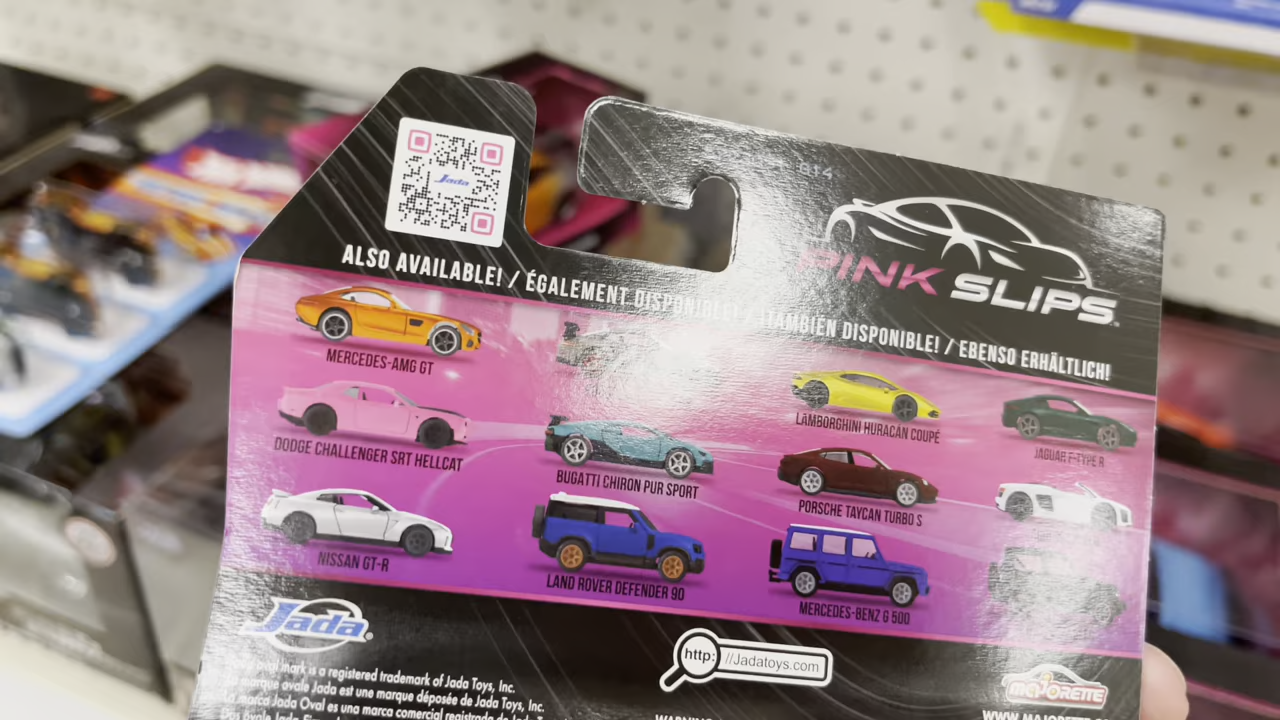 Jada
PINK SLIPS
ALSO AVAILABLE! / ÉGALEMENT DISPONIBLE! / ¡TAMBIÉN DISPONIBLE! / EBENSO ERHÄLTLICH!
MERCEDES-AMG GT
LAMBORGHINI HURACÁN COUPÉ
JAGUAR F-TYPE R
DODGE CHALLENGER SRT HELLCAT
BUGATTI CHIRON PUR SPORT
PORSCHE TAYCAN TURBO S
NISSAN GT-R
LAND ROVER DEFENDER 90
MERCEDES-BENZ G 500
Jada
http://Jadatoys.com
MAJORETTE
oval mark is a registered trademark of Jada Toys, Inc.
marque ovale Jada est une marque déposée de Jada Toys, Inc.
La marca Jada Oval es una marca comercial registrada de Jada
WARNING
WWW.MAJORETTE